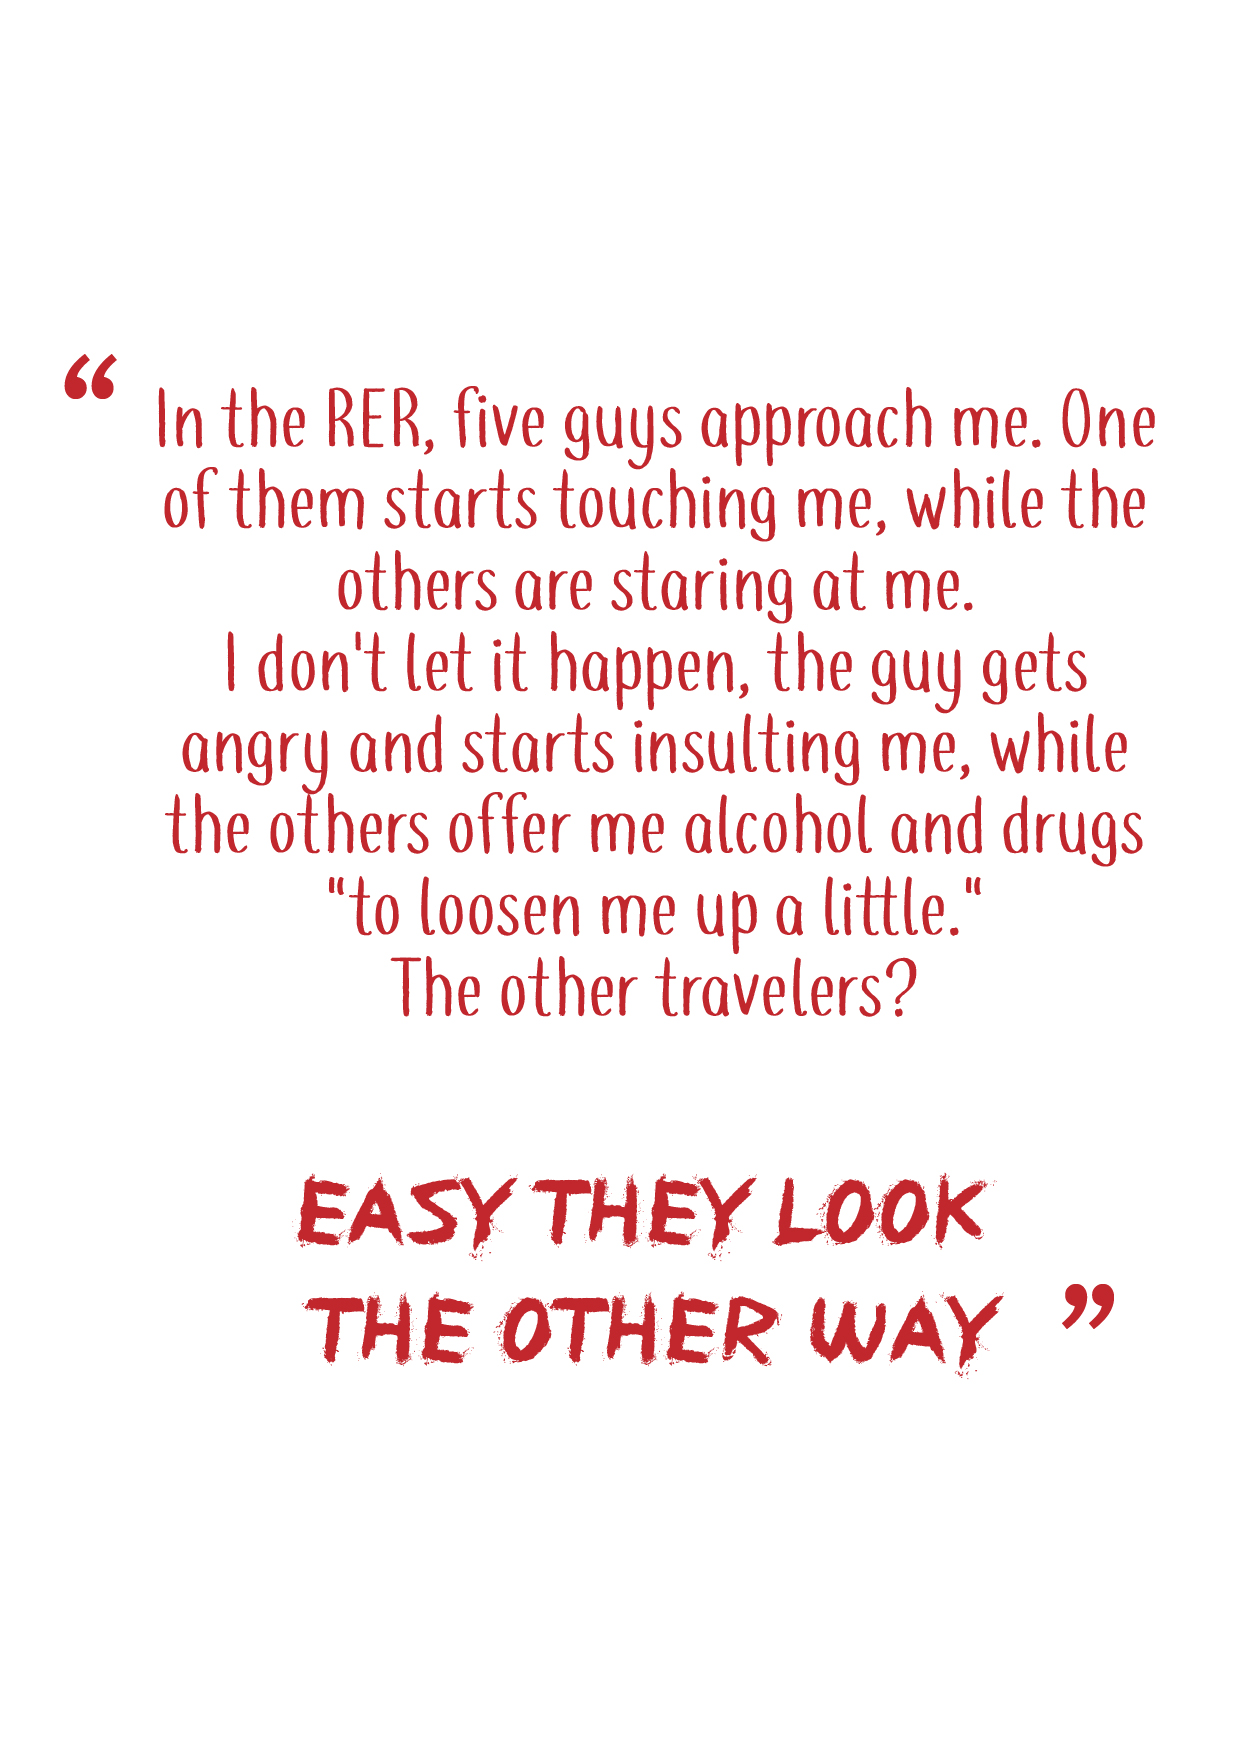 “ In the RER, five guys approach me. One
of them starts touching me, while the
others are staring at me.
I don't let it happen, the guy gets
angry and starts insulting me, while
the others offer me alcohol and drugs
"to loosen me up a little."
The other travelers?
EASY THEY LOOK
THE OTHER WAY ”